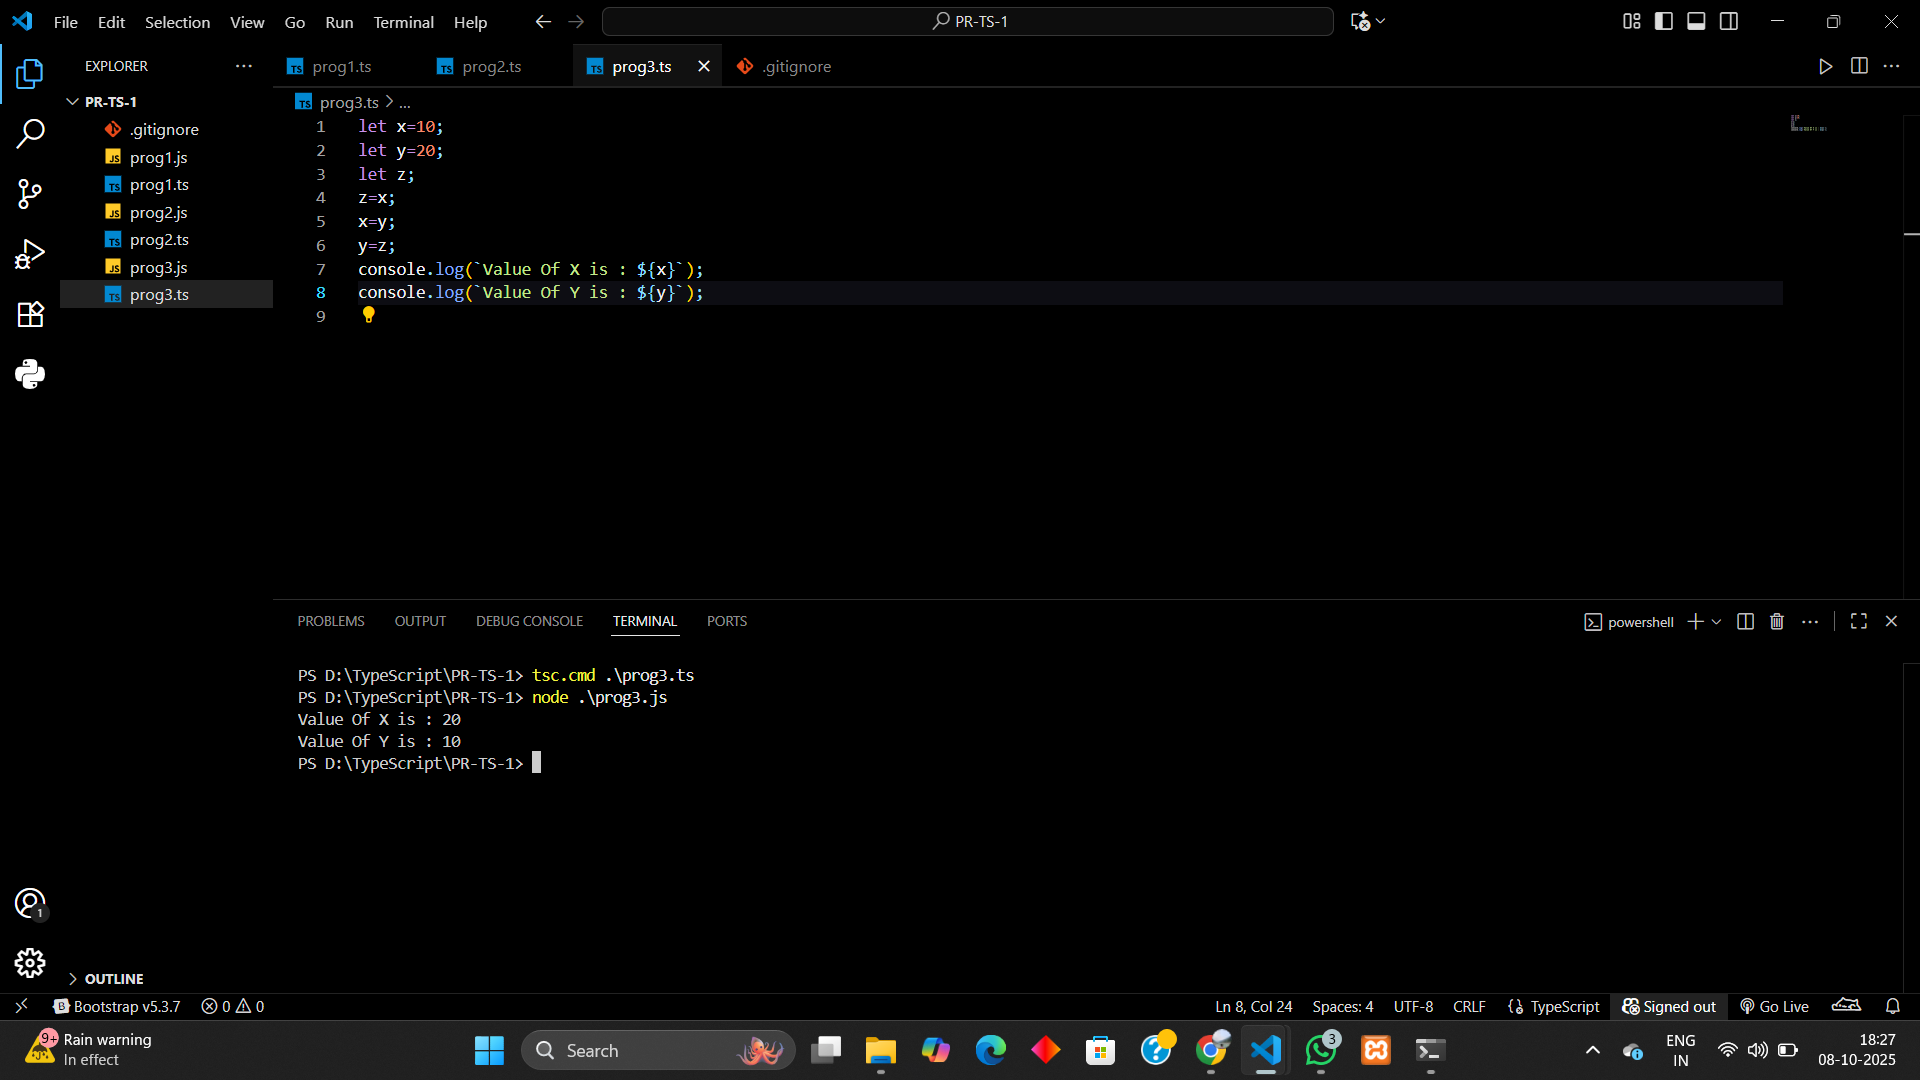 File Edit Selection View Go Run Terminal Help
PR-TS-1
EXPLORER
prog1.ts prog2.ts prog3.ts .gitignore
PR-TS-1
.gitignore
prog1.js
prog1.ts
prog2.js
prog2.ts
prog3.js
prog3.ts
prog3.ts > ...
1 let x=10;
2 let y=20;
3 let z;
4 z=x;
5 x=y;
6 y=z;
7 console.log(`Value Of X is : ${x}`);
8 console.log(`Value Of Y is : ${y}`);
9
PROBLEMS OUTPUT DEBUG CONSOLE TERMINAL PORTS
powershell
PS D:\TypeScript\PR-TS-1> tsc.cmd .\prog3.ts
PS D:\TypeScript\PR-TS-1> node .\prog3.js
Value Of X is : 20
Value Of Y is : 10
PS D:\TypeScript\PR-TS-1>
1
OUTLINE
Bootstrap v5.3.7 0 0
Ln 8, Col 24 Spaces: 4 UTF-8 CRLF {} TypeScript Signed out Go Live
9+ Rain warning
In effect
Search
3
ENG
IN
18:27
08-10-2025